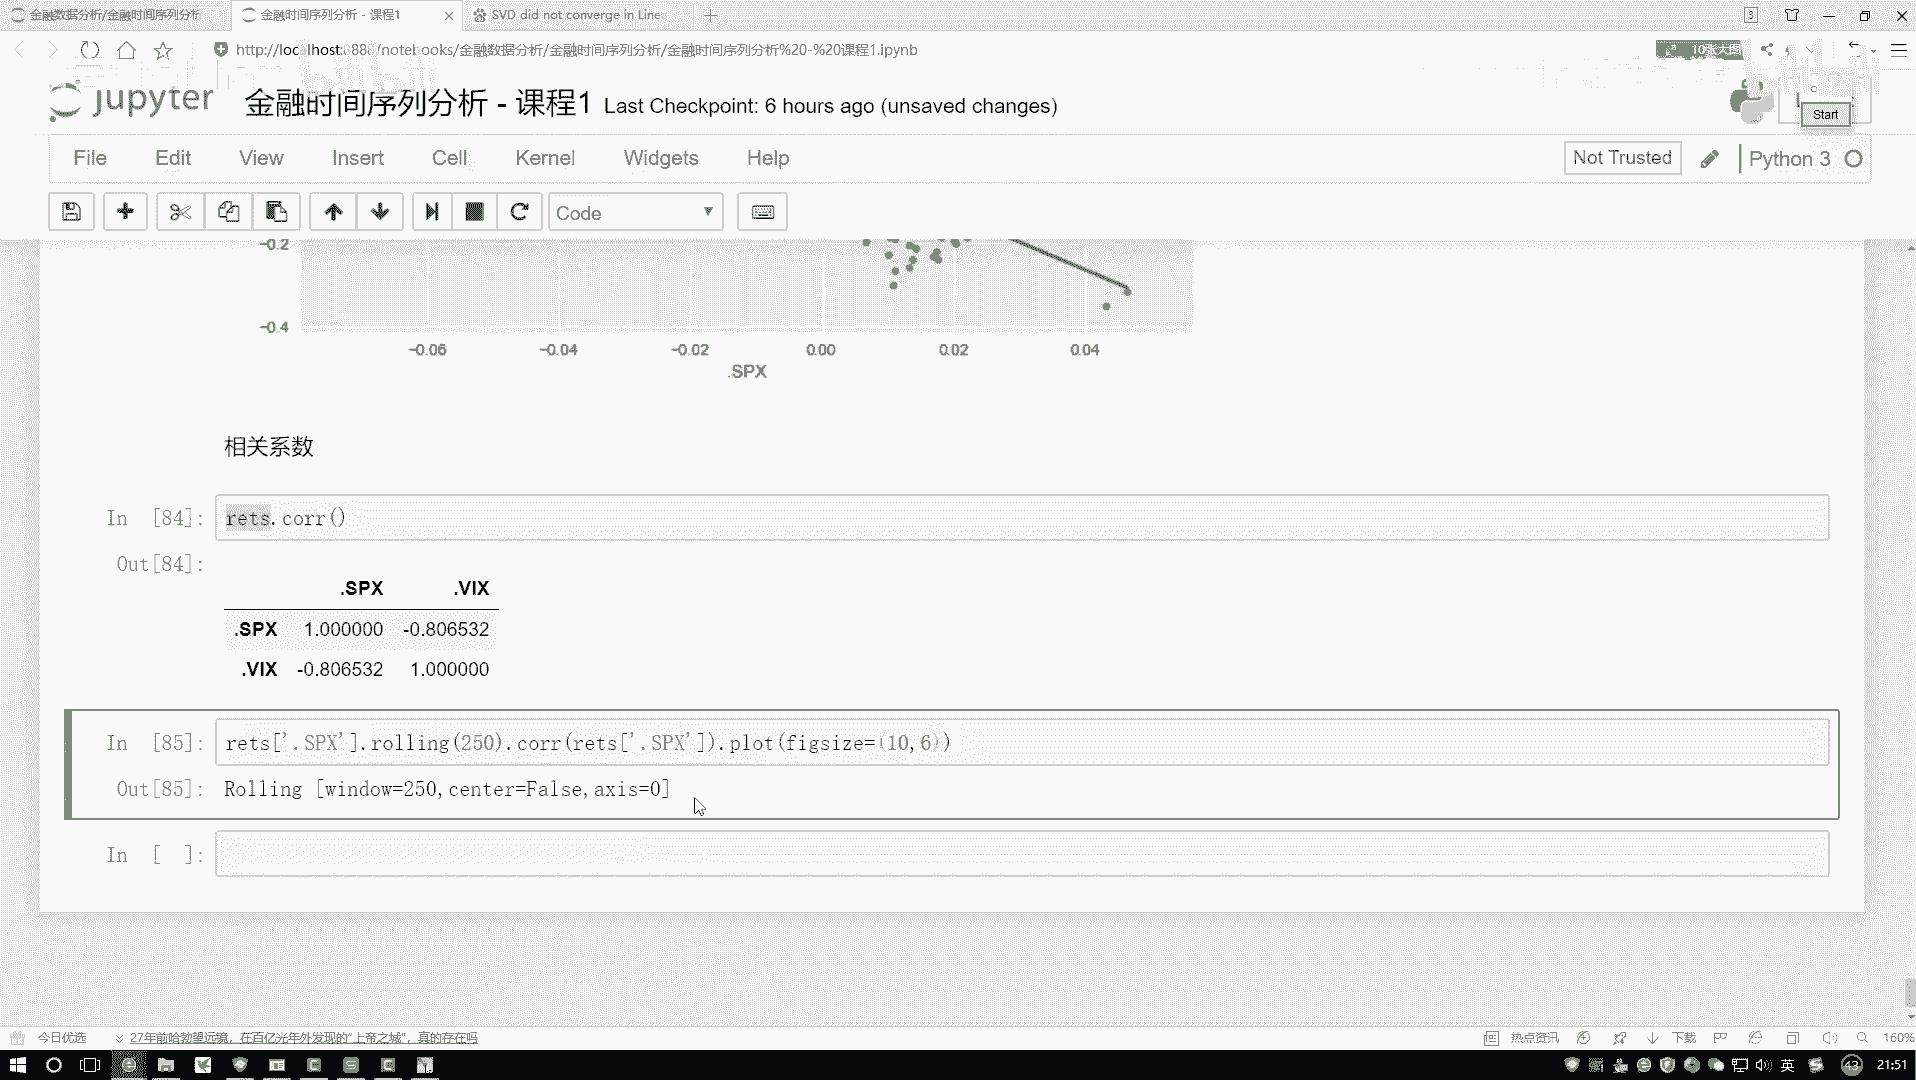 金融数据分析/金融时间序列分析
金融时间序列分析 - 课程1
SVD did not converge in Line
http://localhost:888/notebooks/金融数据分析/金融时间序列分析/金融时间序列分析%20-%20课程1.ipynb
10张大图
jupyter 金融时间序列分析 - 课程1 Last Checkpoint: 6 hours ago (unsaved changes)
Start
File Edit View Insert Cell Kernel Widgets Help
Not Trusted
Python 3
Code
−0.2
−0.4
−0.06 −0.04 −0.02 0.00 0.02 0.04
.SPX
相关系数
In [84]: rets.corr()
Out[84]:
.SPX .VIX
.SPX 1.000000 -0.806532
.VIX -0.806532 1.000000
In [85]: rets['.SPX'].rolling(250).corr(rets['.SPX']).plot(figsize=(10,6))
Out[85]: Rolling [window=250,center=False,axis=0]
In [ ]:
今日优选
27年前哈勃望远镜，在百亿光年外发现的“上帝之城”，真的存在吗
热点资讯
下载
160%
英
43
21:51